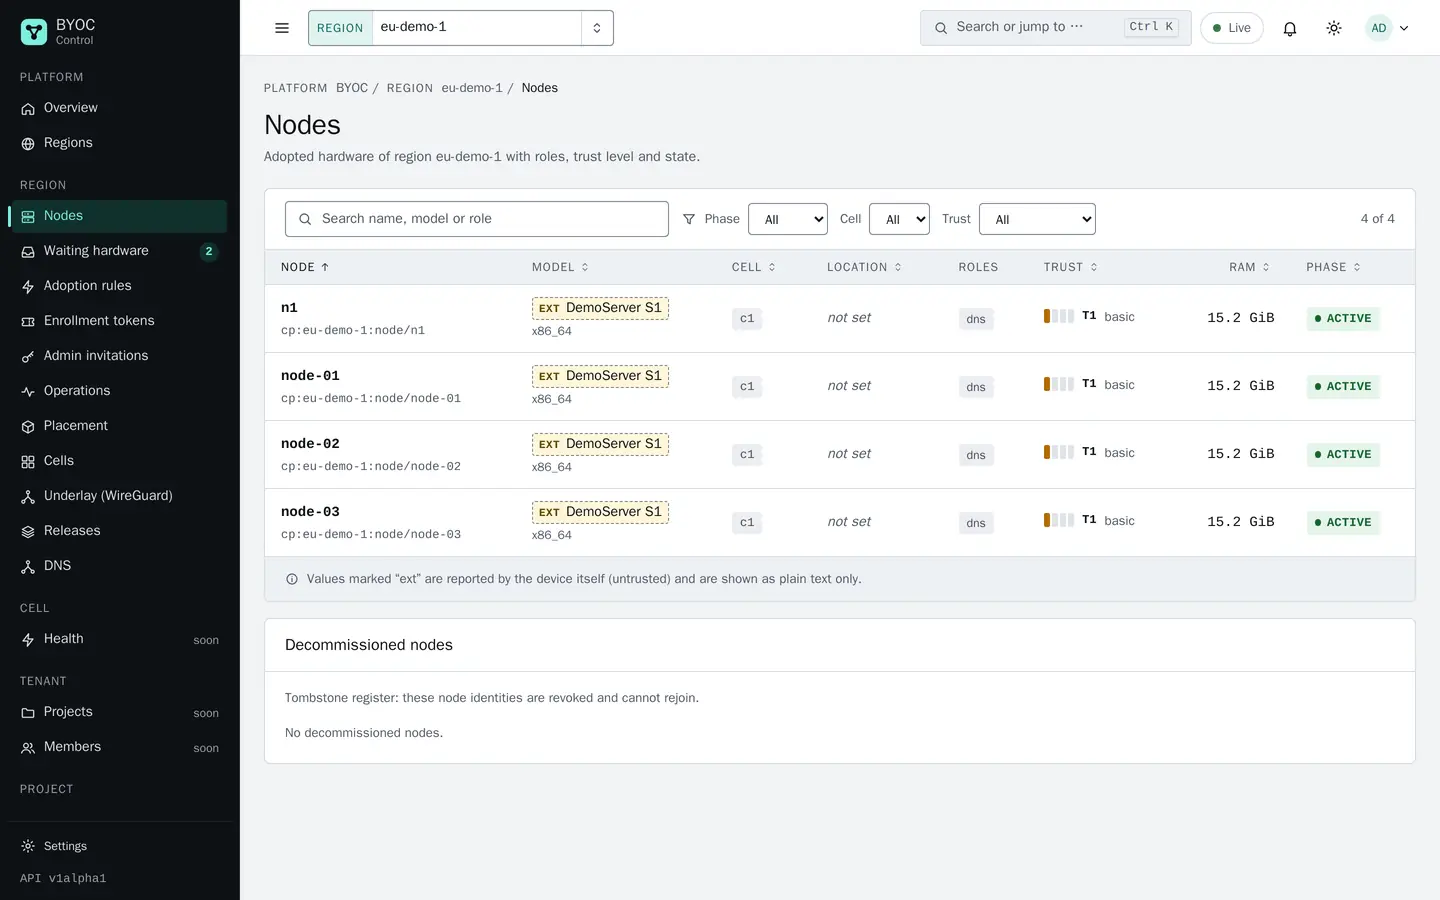 BYOC
Control
PLATFORM
Overview
Regions
REGION
Nodes
Waiting hardware 2
Adoption rules
Enrollment tokens
Admin invitations
Operations
Placement
Cells
Underlay (WireGuard)
Releases
DNS
CELL
Health soon
TENANT
Projects soon
Members soon
PROJECT
Settings
API v1alpha1
REGION eu-demo-1
Search or jump to ··· Ctrl K
Live
AD
PLATFORM BYOC / REGION eu-demo-1 / Nodes
Nodes
Adopted hardware of region eu-demo-1 with roles, trust level and state.
Search name, model or role Phase All Cell All Trust All 4 of 4
NODE ↑ MODEL CELL LOCATION ROLES TRUST RAM PHASE
n1 EXT DemoServer S1 c1 not set dns T1 basic 15.2 GiB ACTIVE
cp:eu-demo-1:node/n1 x86_64
node-01 EXT DemoServer S1 c1 not set dns T1 basic 15.2 GiB ACTIVE
cp:eu-demo-1:node/node-01 x86_64
node-02 EXT DemoServer S1 c1 not set dns T1 basic 15.2 GiB ACTIVE
cp:eu-demo-1:node/node-02 x86_64
node-03 EXT DemoServer S1 c1 not set dns T1 basic 15.2 GiB ACTIVE
cp:eu-demo-1:node/node-03 x86_64
Values marked “ext” are reported by the device itself (untrusted) and are shown as plain text only.
Decommissioned nodes
Tombstone register: these node identities are revoked and cannot rejoin.
No decommissioned nodes.